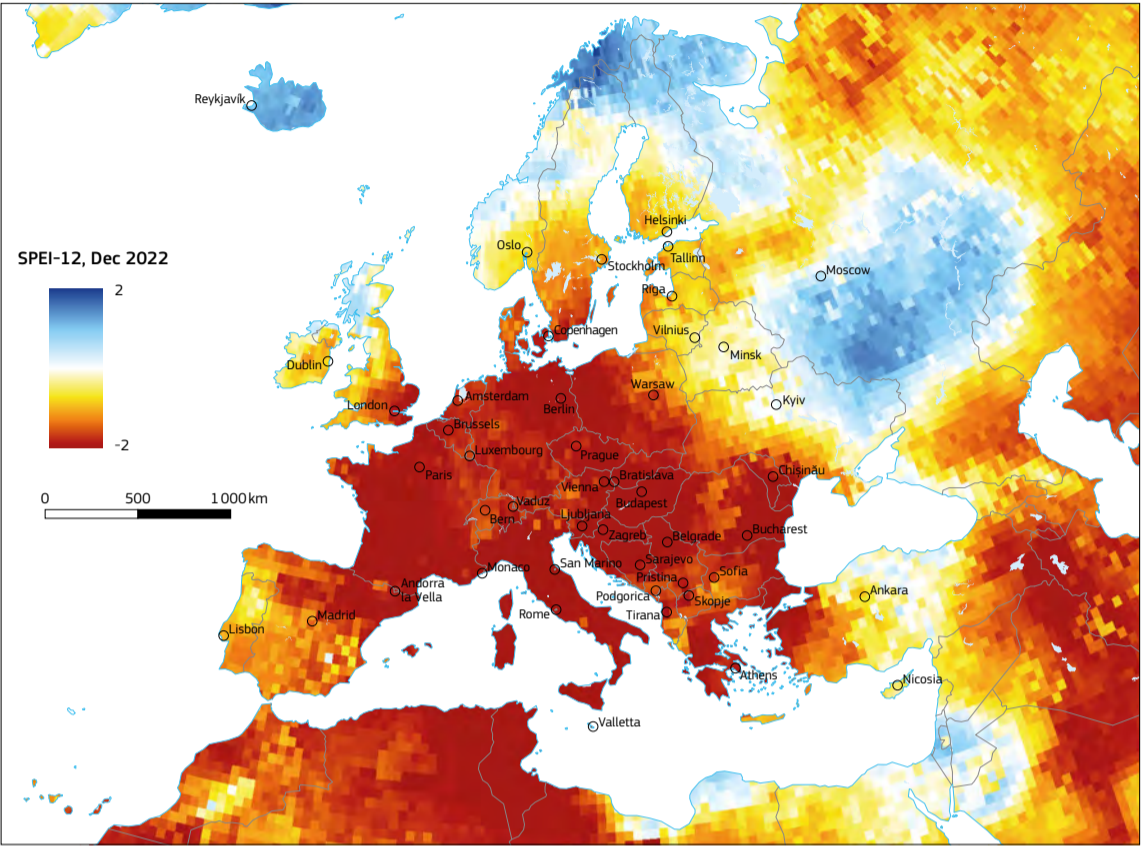 Reykjavík
Helsinki
Oslo
Tallinn
Stockholm
SPEI-12, Dec 2022
Moscow
2
Riga
Copenhagen
Vilnius
Minsk
Dublin
Warsaw
Amsterdam
Kyiv
London
Berlin
Brussels
-2
Luxembourg
Prague
Chișinău
Paris
Bratislava
Vienna
0 500 1000 km
Vaduz
Budapest
Bern
Ljubljana
Bucharest
Zagreb
Belgrade
San Marino
Sarajevo
Monaco
Sofia
Pristina
Andorra
la Vella
Ankara
Podgorica
Skopje
Rome
Tirana
Madrid
Lisbon
Athens
Nicosia
Valletta